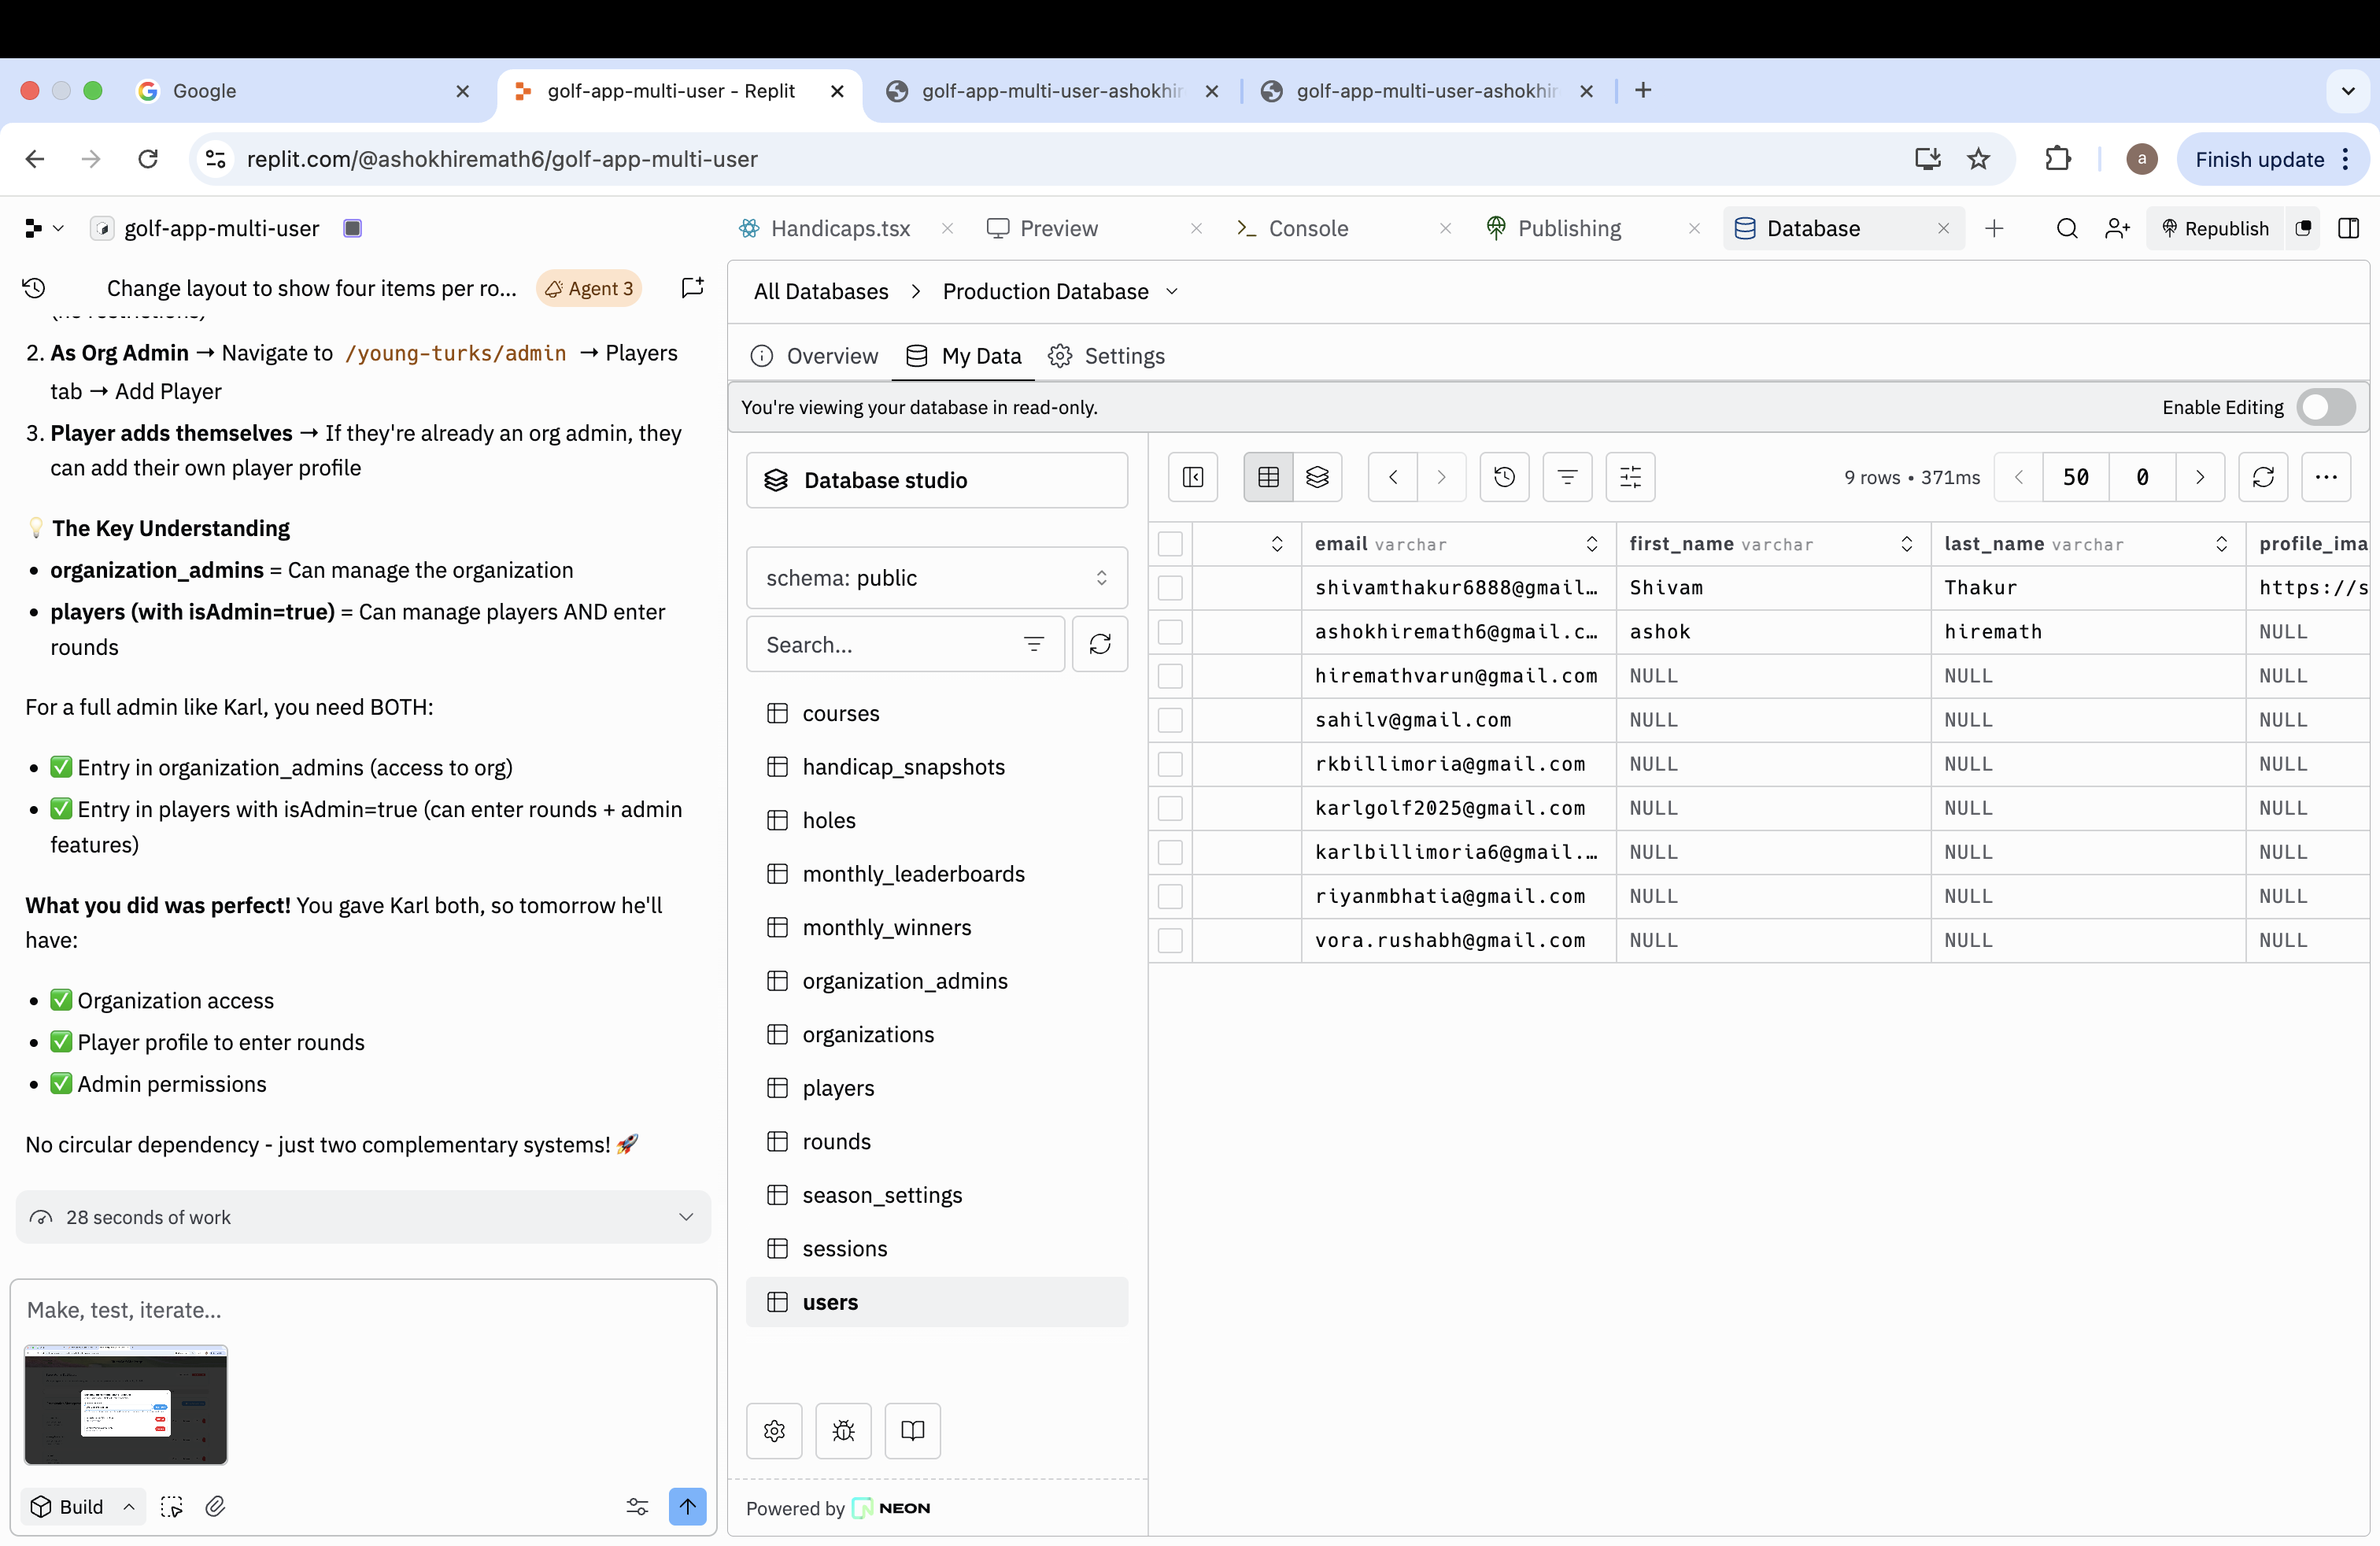 Google
golf-app-multi-user - Replit
golf-app-multi-user-ashokhir
golf-app-multi-user-ashokhir
replit.com/@ashokhiremath6/golf-app-multi-user
a
Finish update
golf-app-multi-user
Handicaps.tsx
Preview
Console
Publishing
Database
Republish
Change layout to show four items per ro...
Agent 3
(no restrictions)
2. As Org Admin → Navigate to /young-turks/admin → Players
tab → Add Player
3. Player adds themselves → If they're already an org admin, they
can add their own player profile
💡 The Key Understanding
• organization_admins = Can manage the organization
• players (with isAdmin=true) = Can manage players AND enter
rounds
For a full admin like Karl, you need BOTH:
• ✅ Entry in organization_admins (access to org)
• ✅ Entry in players with isAdmin=true (can enter rounds + admin
features)
What you did was perfect! You gave Karl both, so tomorrow he'll
have:
• ✅ Organization access
• ✅ Player profile to enter rounds
• ✅ Admin permissions
No circular dependency - just two complementary systems! 🚀
28 seconds of work
Make, test, iterate...
Build
All Databases > Production Database
Overview
My Data
Settings
You're viewing your database in read-only.
Enable Editing
Database studio
schema: public
Search...
courses
handicap_snapshots
holes
monthly_leaderboards
monthly_winners
organization_admins
organizations
players
rounds
season_settings
sessions
users
Powered by NEON
9 rows • 371ms
50
0
email varchar first_name varchar last_name varchar profile_ima
shivamthakur6888@gmail… Shivam Thakur https://s
ashokhiremath6@gmail.c… ashok hiremath NULL
hiremathvarun@gmail.com NULL NULL NULL
sahilv@gmail.com NULL NULL NULL
rkbillimoria@gmail.com NULL NULL NULL
karlgolf2025@gmail.com NULL NULL NULL
karlbillimoria6@gmail.… NULL NULL NULL
riyanmbhatia@gmail.com NULL NULL NULL
vora.rushabh@gmail.com NULL NULL NULL